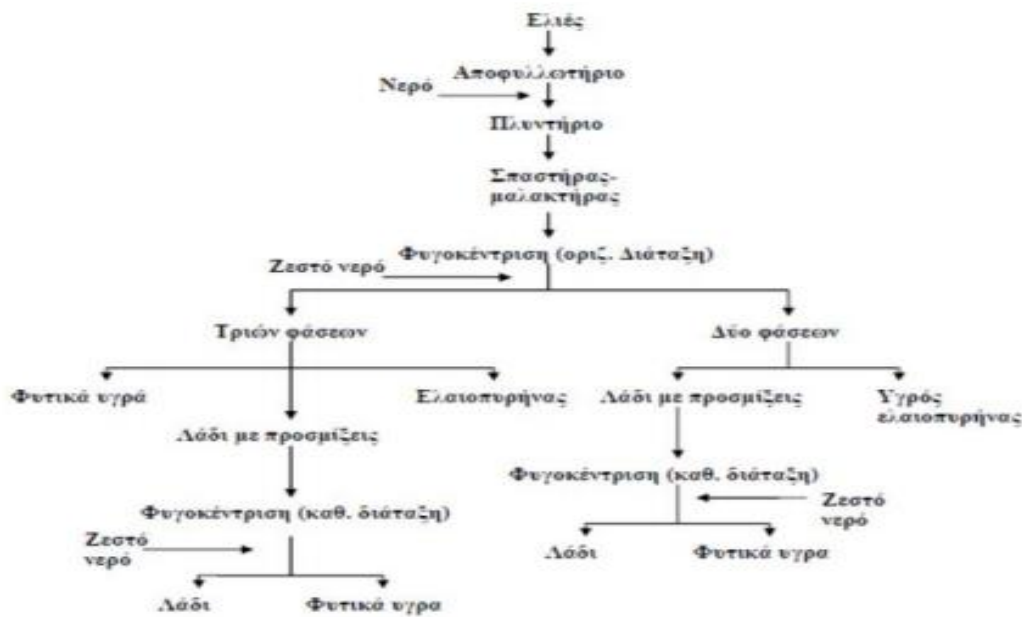 Ελιές
Αποφυλλωτήριο
Νερό
Πλυντήριο
Σπαστήρας-
μαλακτήρας
Φυγοκέντριση (οριζ. Διάταξη)
Ζεστό νερό
Τριών φάσεων
Δύο φάσεων
Φυτικά υγρά
Ελαιοπυρήνας
Λάδι με προσμίξεις
Υγρός
ελαιοπυρήνας
Λάδι με προσμίξεις
Φυγοκέντριση (καθ. διάταξη)
Ζεστό
νερό
Φυγοκέντριση (καθ. διάταξη)
Ζεστό
νερό
Λάδι
Φυτικά υγρα
Λάδι
Φυτικά υγρα